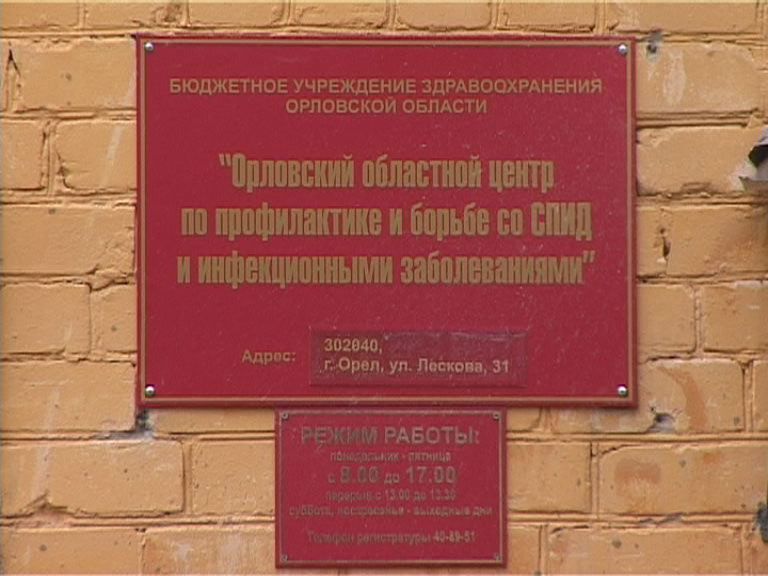 БЮДЖЕТНОЕ УЧРЕЖДЕНИЕ ЗДРАВООХРАНЕНИЯ
ОРЛОВСКОЙ ОБЛАСТИ
"Орловский областной центр
по профилактике и борьбе со СПИД
и инфекционными заболеваниями"
Адрес: 302040,
г. Орел, ул. Лескова, 31
РЕЖИМ РАБОТЫ:
понедельник - пятница
с 8.00 до 17.00
перерыв с 13.00 до 13.30
суббота, воскресенье - выходные дни
Телефон регистратуры 40-89-51